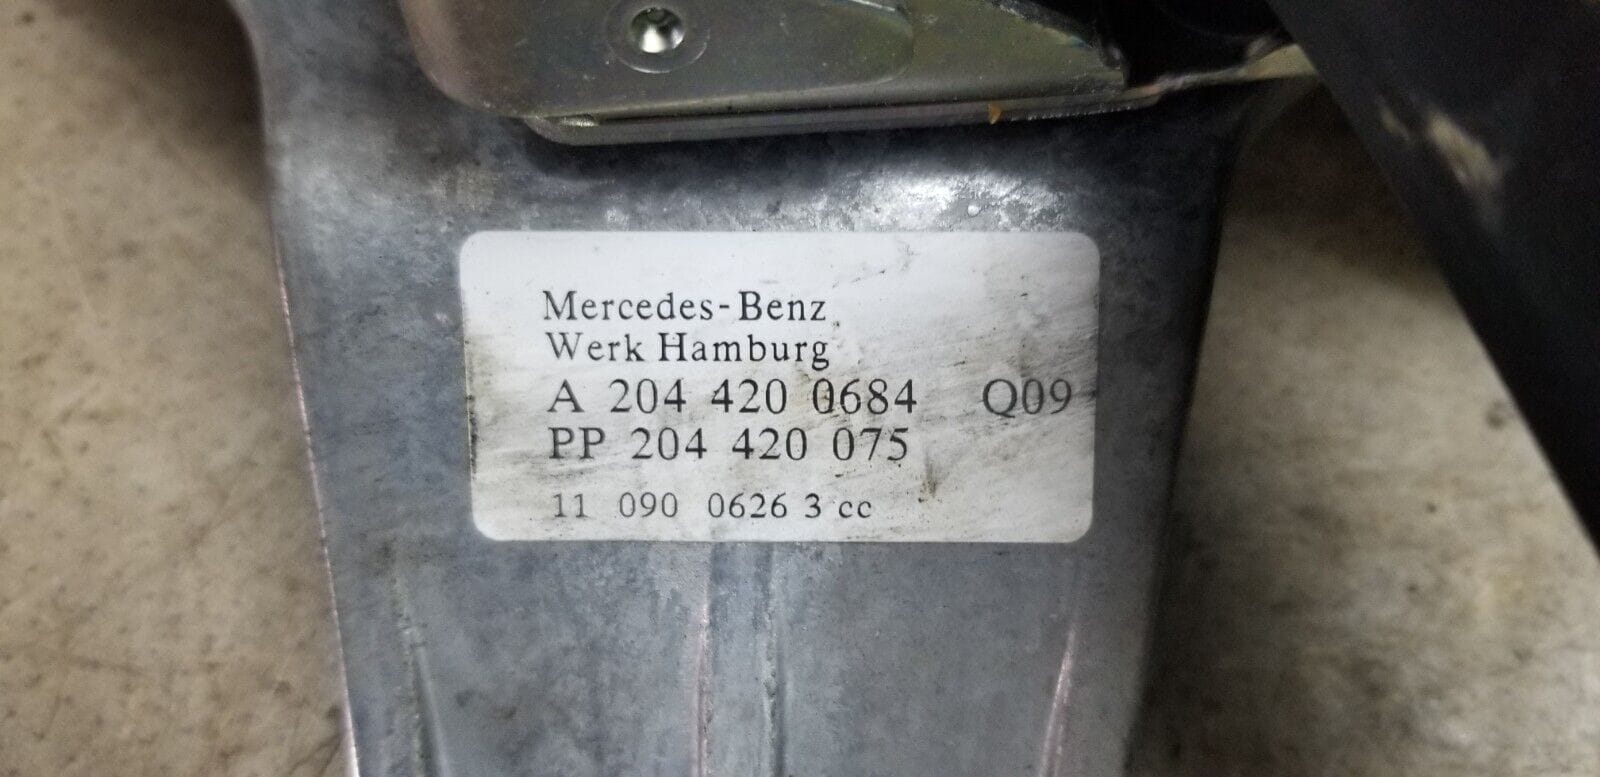 Mercedes-Benz
Werk Hamburg
A 204 420 0684 Q09
PP 204 420 075
11 090 0626 3 cc